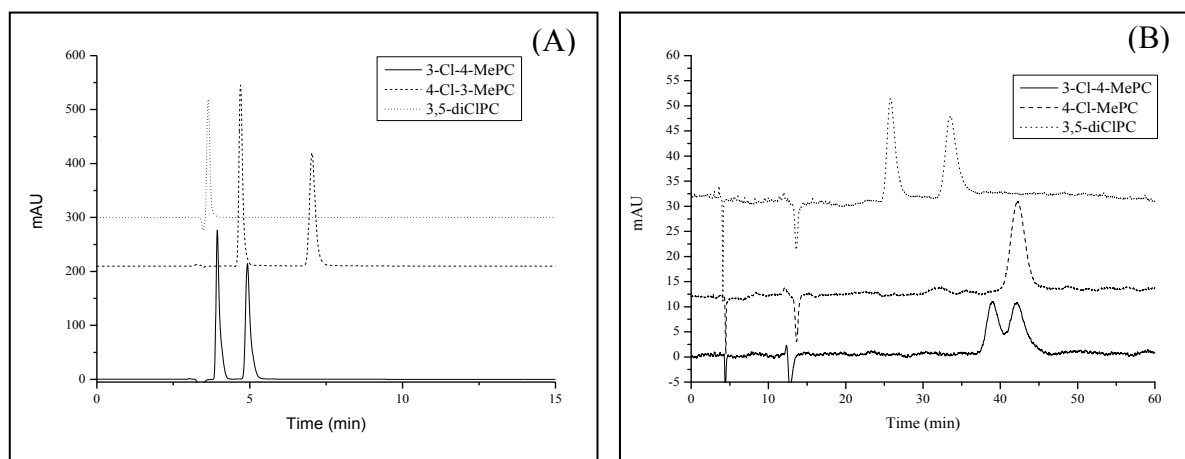 (A)
600
500
400
300
200
100
0
mAU
3-Cl-4-MePC
4-Cl-3-MePC
3,5-diClPC
0 5 10 15
Time (min)
(B)
60
55
50
45
40
35
30
25
20
15
10
5
0
-5
mAU
3-Cl-4-MePC
4-Cl-MePC
3,5-diClPC
0 10 20 30 40 50 60
Time (min)